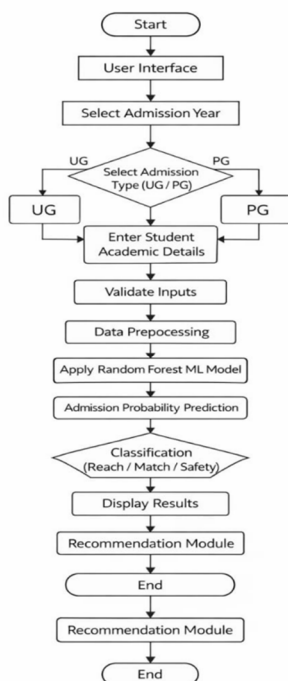 Start
User Interface
Select Admission Year
UG
PG
Select Admission
Type (UG / PG)
UG
PG
Enter Student
Academic Details
Validate Inputs
Data Prepocessing
Apply Random Forest ML Model
Admission Probability Prediction
Classification
(Reach / Match / Safety)
Display Results
Recommendation Module
End
Recommendation Module
End